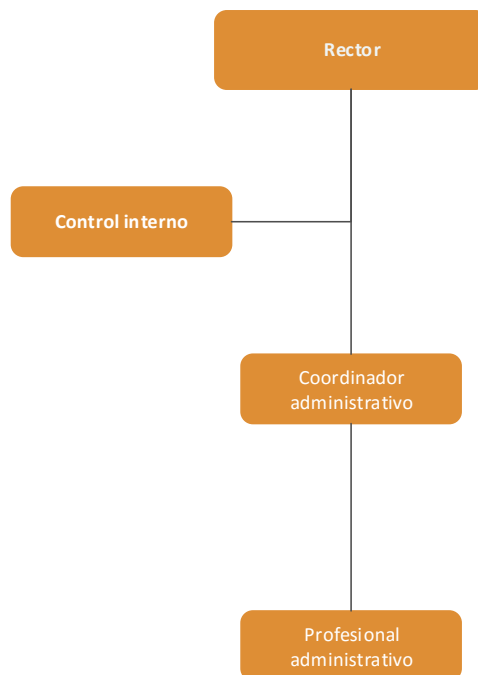 Rector
Control interno
Coordinador
administrativo
Profesional
administrativo